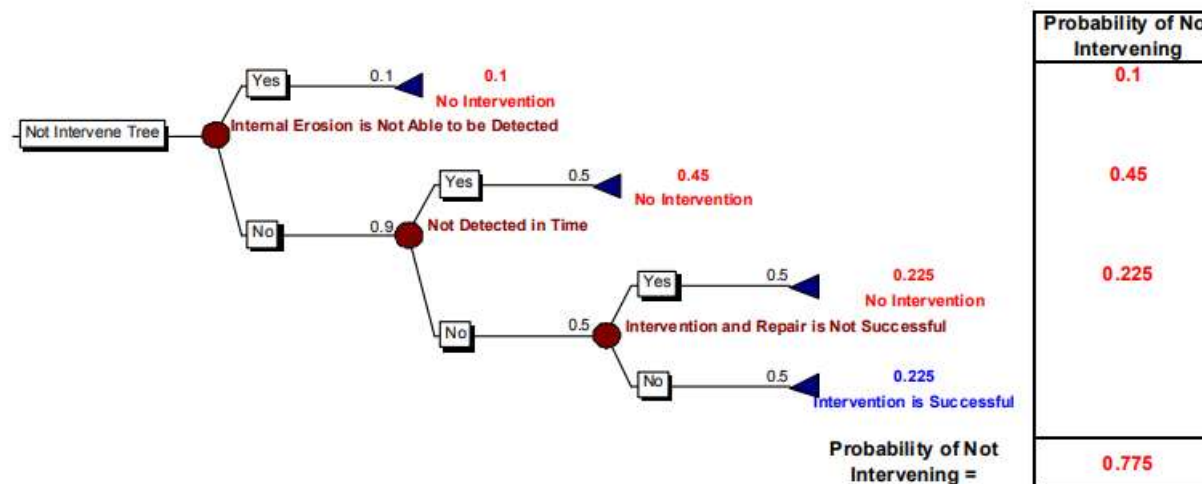 Probability of No
Intervening
Yes
0.1
0.1
0.1
No Intervention
Not Intervene Tree
Internal Erosion is Not Able to be Detected
Yes
0.5
0.45
0.45
No Intervention
No
0.9
Not Detected in Time
Yes
0.5
0.225
0.225
No Intervention
No
0.5
Intervention and Repair is Not Successful
No
0.5
0.225
Intervention is Successful
Probability of Not
Intervening =
0.775